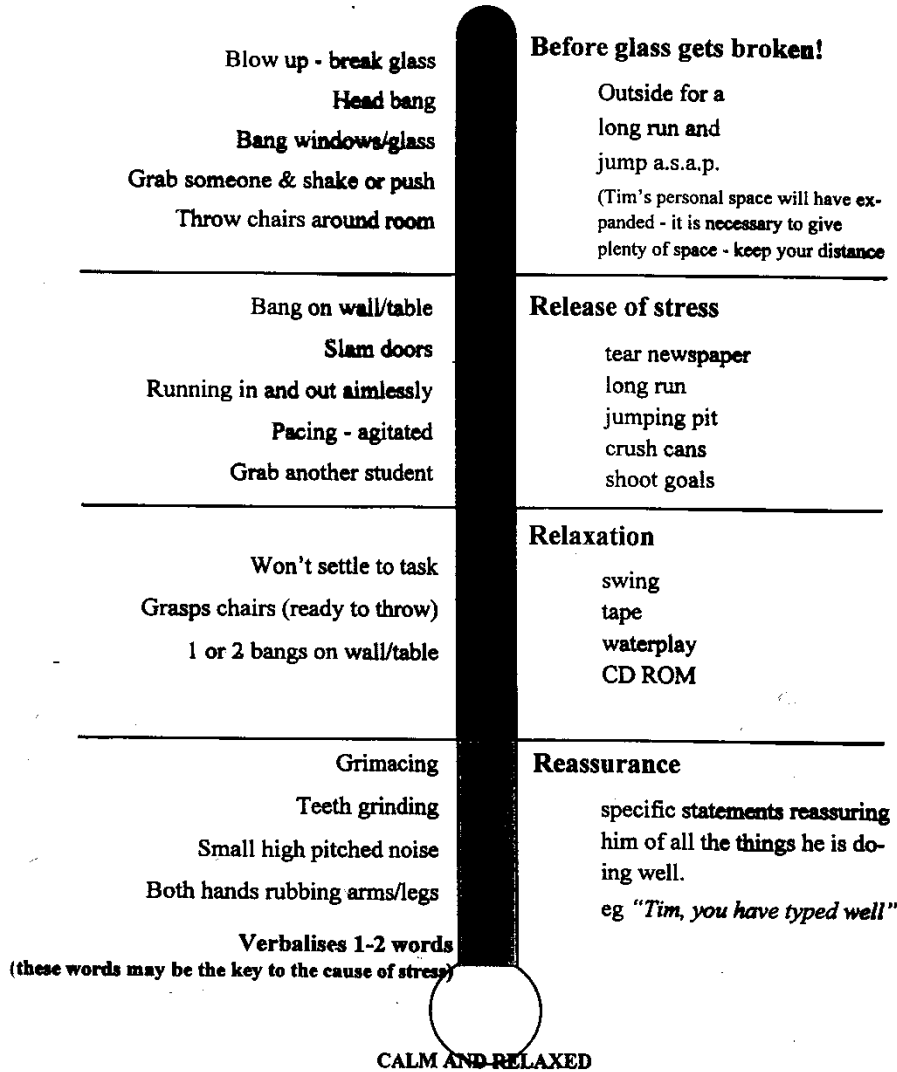 Blow up - break glass
Head bang
Bang windows/glass
Grab someone & shake or push
Throw chairs around room
Before glass gets broken!
Outside for a
long run and
jump a.s.a.p.
(Tim's personal space will have ex-
panded - it is necessary to give
plenty of space - keep your distance
Bang on wall/table
Slam doors
Running in and out aimlessly
Pacing - agitated
Grab another student
Release of stress
tear newspaper
long run
jumping pit
crush cans
shoot goals
Won't settle to task
Grasps chairs (ready to throw)
1 or 2 bangs on wall/table
Relaxation
swing
tape
waterplay
CD ROM
Grimacing
Teeth grinding
Small high pitched noise
Both hands rubbing arms/legs
Verbalises 1-2 words
(these words may be the key to the cause of stress)
Reassurance
specific statements reassuring
him of all the things he is do-
ing well.
eg "Tim, you have typed well"
CALM AND RELAXED